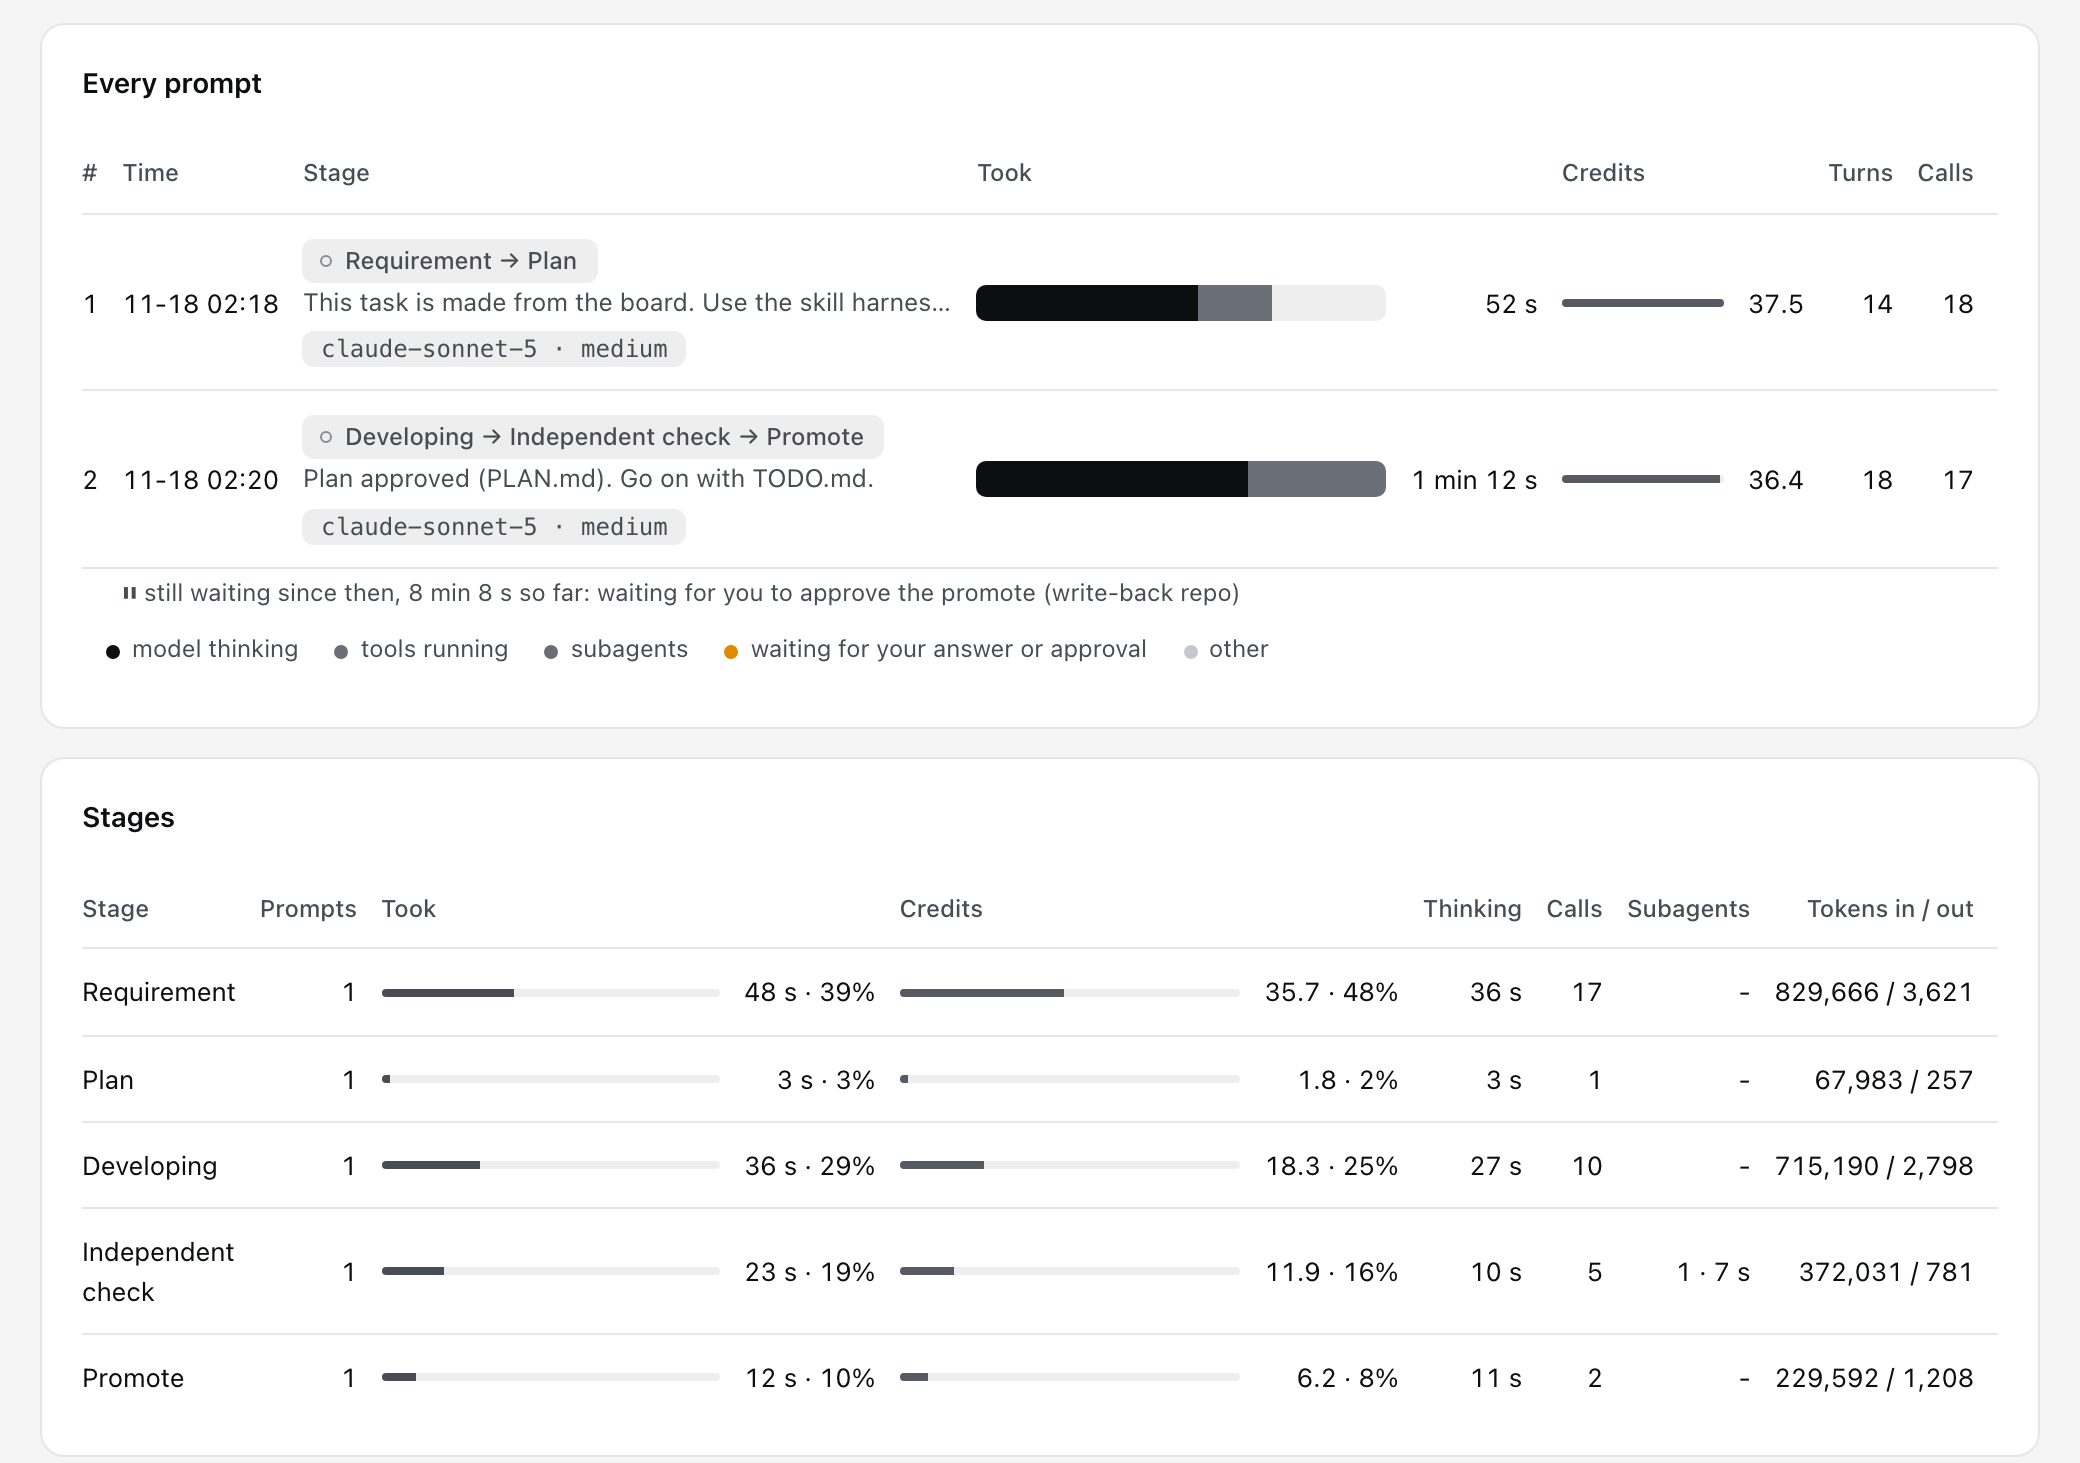 Every prompt
# Time Stage Took Credits Turns Calls
Requirement → Plan
1 11-18 02:18 This task is made from the board. Use the skill harnes... 52 s 37.5 14 18
claude-sonnet-5 · medium
Developing → Independent check → Promote
2 11-18 02:20 Plan approved (PLAN.md). Go on with TODO.md. 1 min 12 s 36.4 18 17
claude-sonnet-5 · medium
still waiting since then, 8 min 8 s so far: waiting for you to approve the promote (write-back repo)
model thinking tools running subagents waiting for your answer or approval other
Stages
Stage Prompts Took Credits Thinking Calls Subagents Tokens in / out
Requirement 1 48 s · 39% 35.7 · 48% 36 s 17 - 829,666 / 3,621
Plan 1 3 s · 3% 1.8 · 2% 3 s 1 - 67,983 / 257
Developing 1 36 s · 29% 18.3 · 25% 27 s 10 - 715,190 / 2,798
Independent
check 1 23 s · 19% 11.9 · 16% 10 s 5 1 · 7 s 372,031 / 781
Promote 1 12 s · 10% 6.2 · 8% 11 s 2 - 229,592 / 1,208